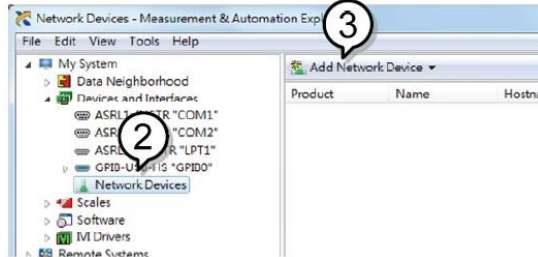 Network Devices - Measurement & Automation Exp
3
File Edit View Tools Help
My System
Data Neighborhood
Devices and Interfaces
"COM1"
"COM2"
"LPT1"
"GPIB0"
Network Devices
2
Scales
Software
IVI Drivers
Remote Systems
Add Network Device
Product Name Hostna